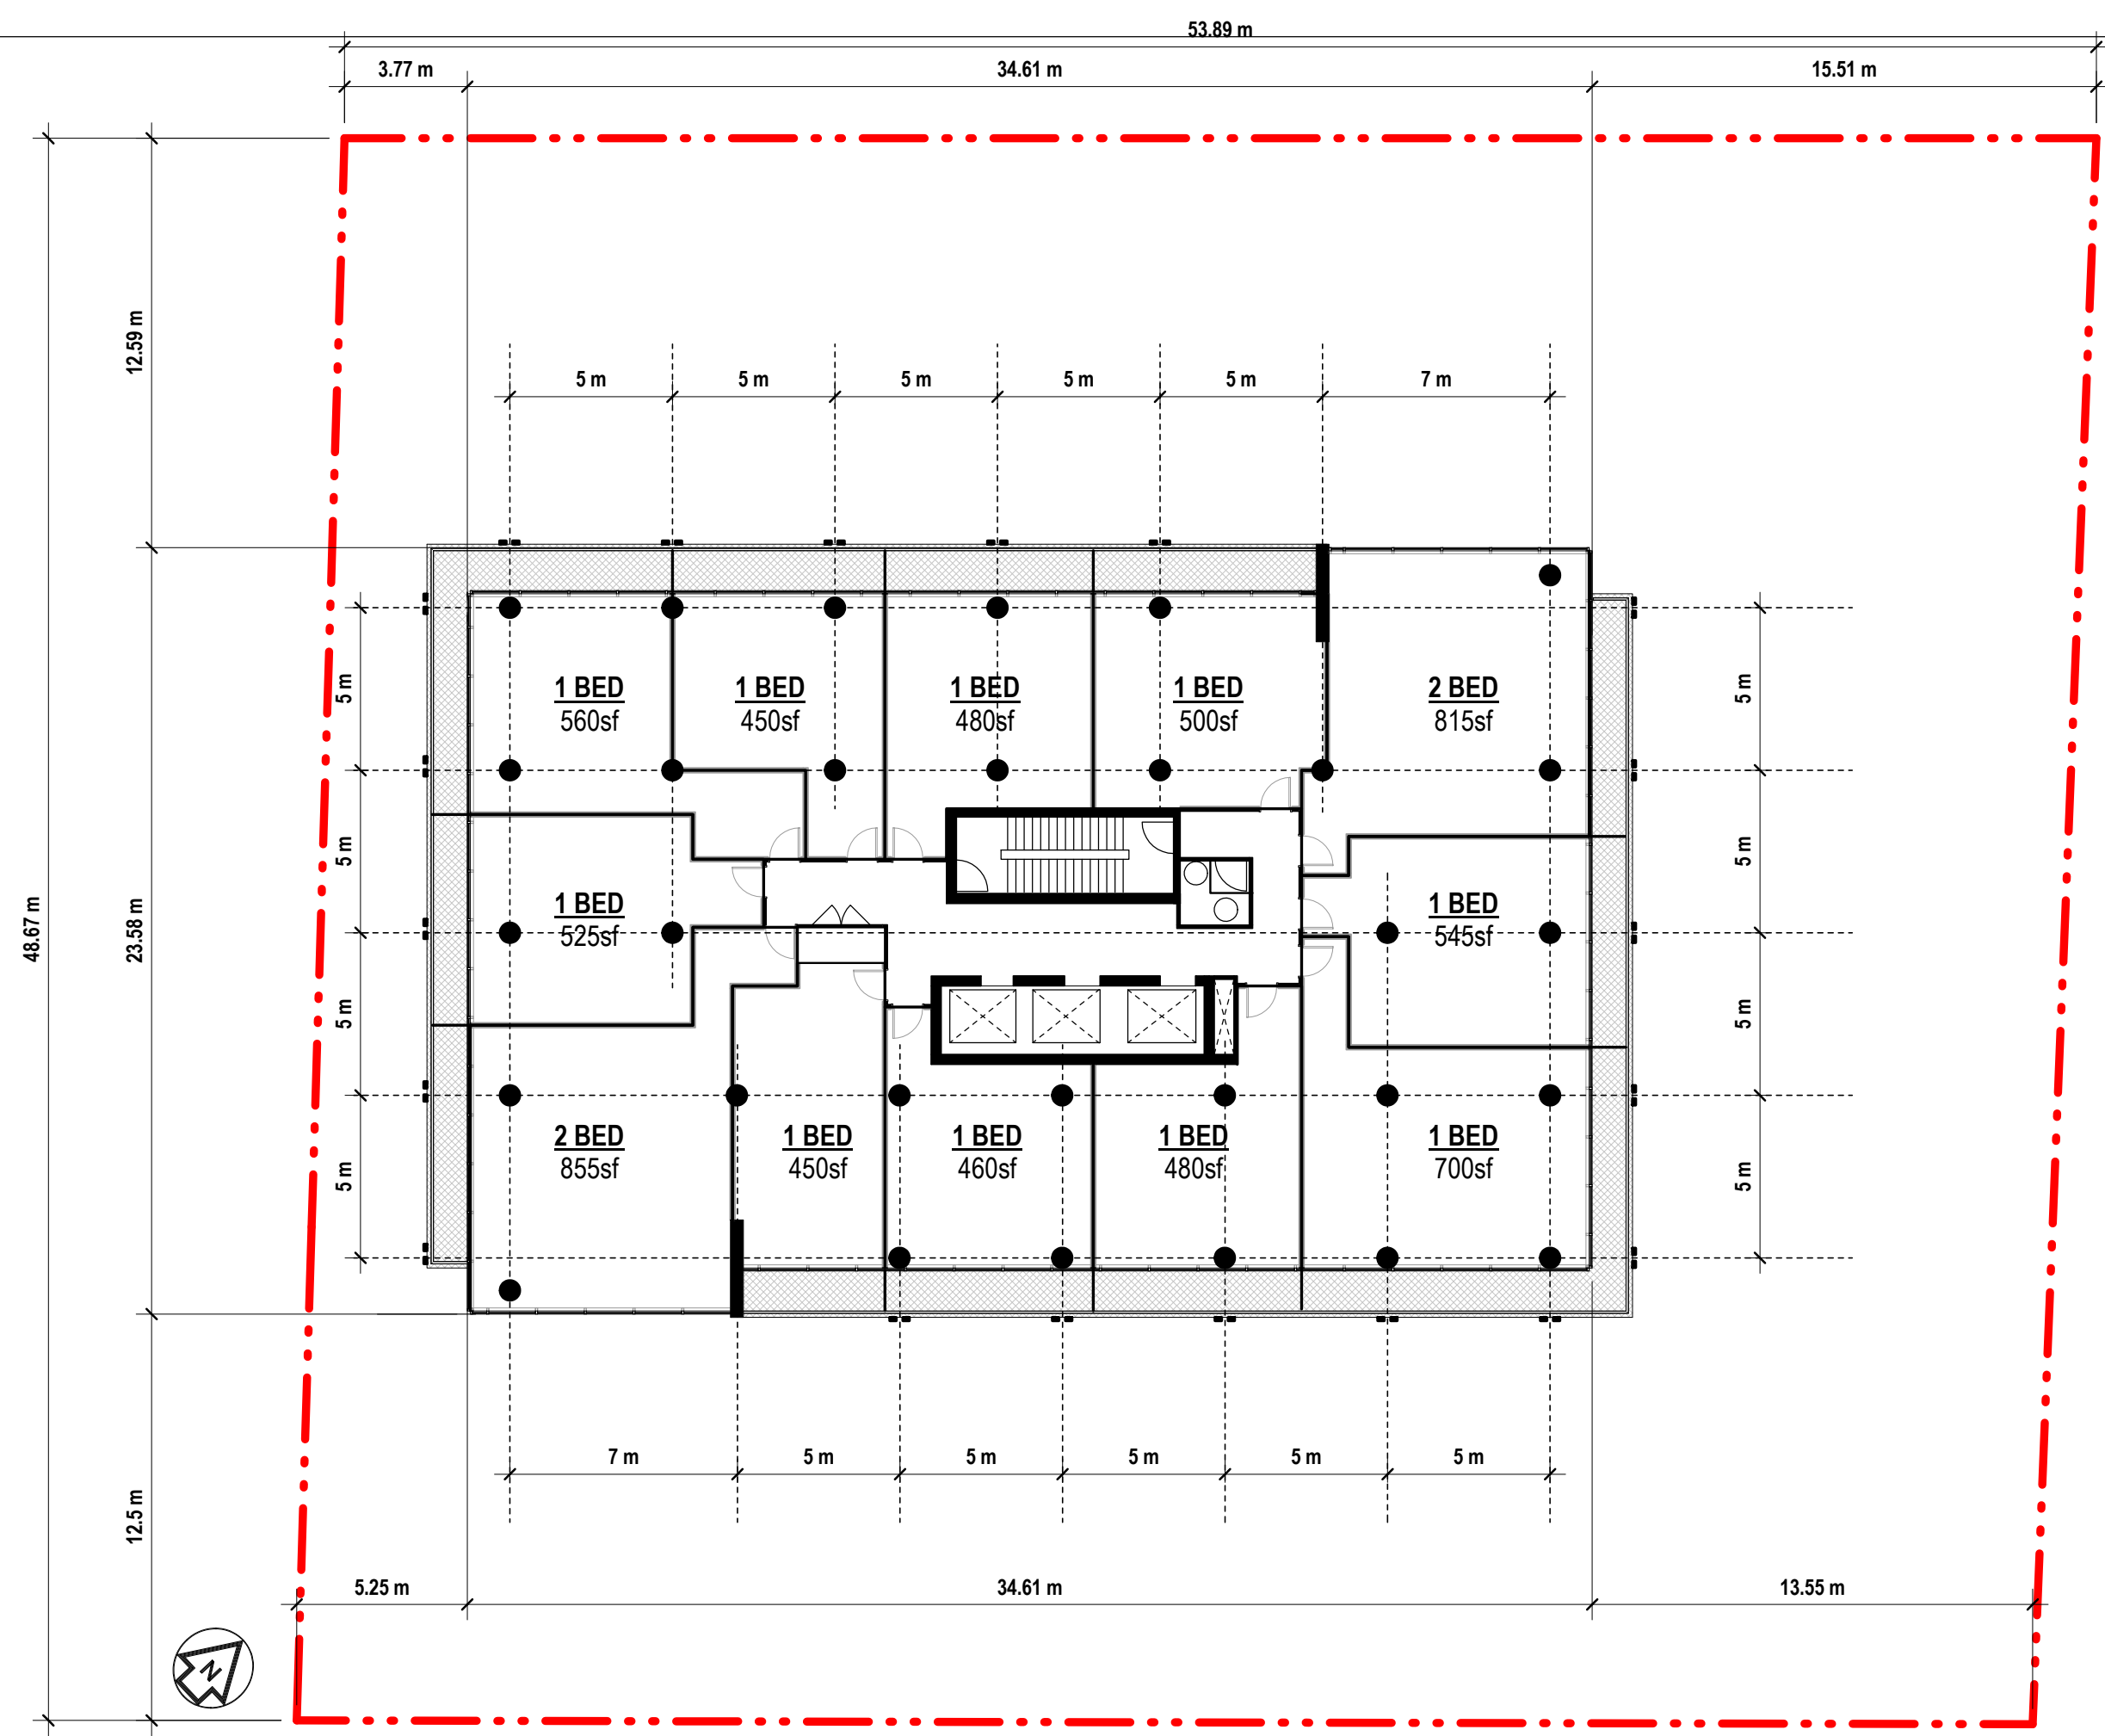 53.89 m
3.77 m
34.61 m
15.51 m
12.59 m
5 m
5 m
5 m
5 m
5 m
7 m
5 m
1 BED
560sf
1 BED
450sf
1 BED
480sf
1 BED
500sf
2 BED
815sf
5 m
5 m
5 m
48.67 m
23.58 m
1 BED
525sf
1 BED
545sf
5 m
5 m
5 m
2 BED
855sf
1 BED
450sf
1 BED
460sf
1 BED
480sf
1 BED
700sf
5 m
12.5 m
7 m
5 m
5 m
5 m
5 m
5 m
5.25 m
34.61 m
13.55 m
N